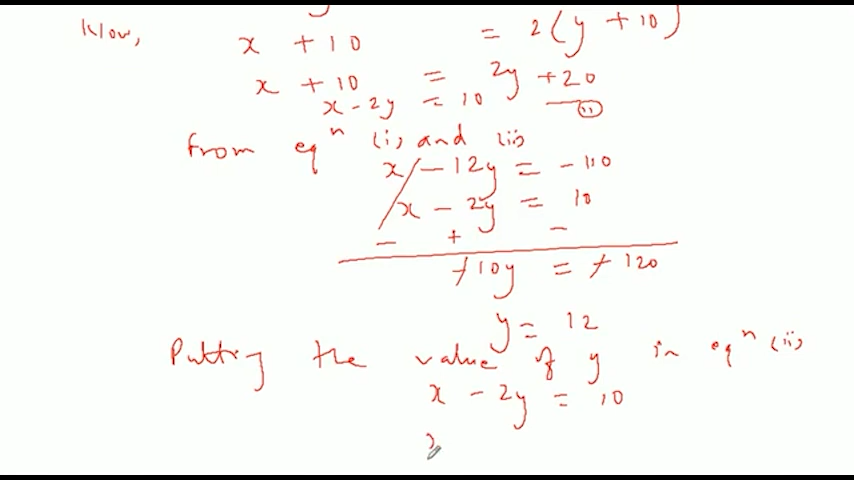 Now,
x + 10 = 2(y + 10)
x + 10 = 2y + 20
x - 2y = 10 — (ii)
From eqⁿ (i) and (ii)
x - 12y = -110
x - 2y = 10
- + -
-10y = -120
y = 12
Putting the value of y in eqⁿ (ii)
x - 2y = 10